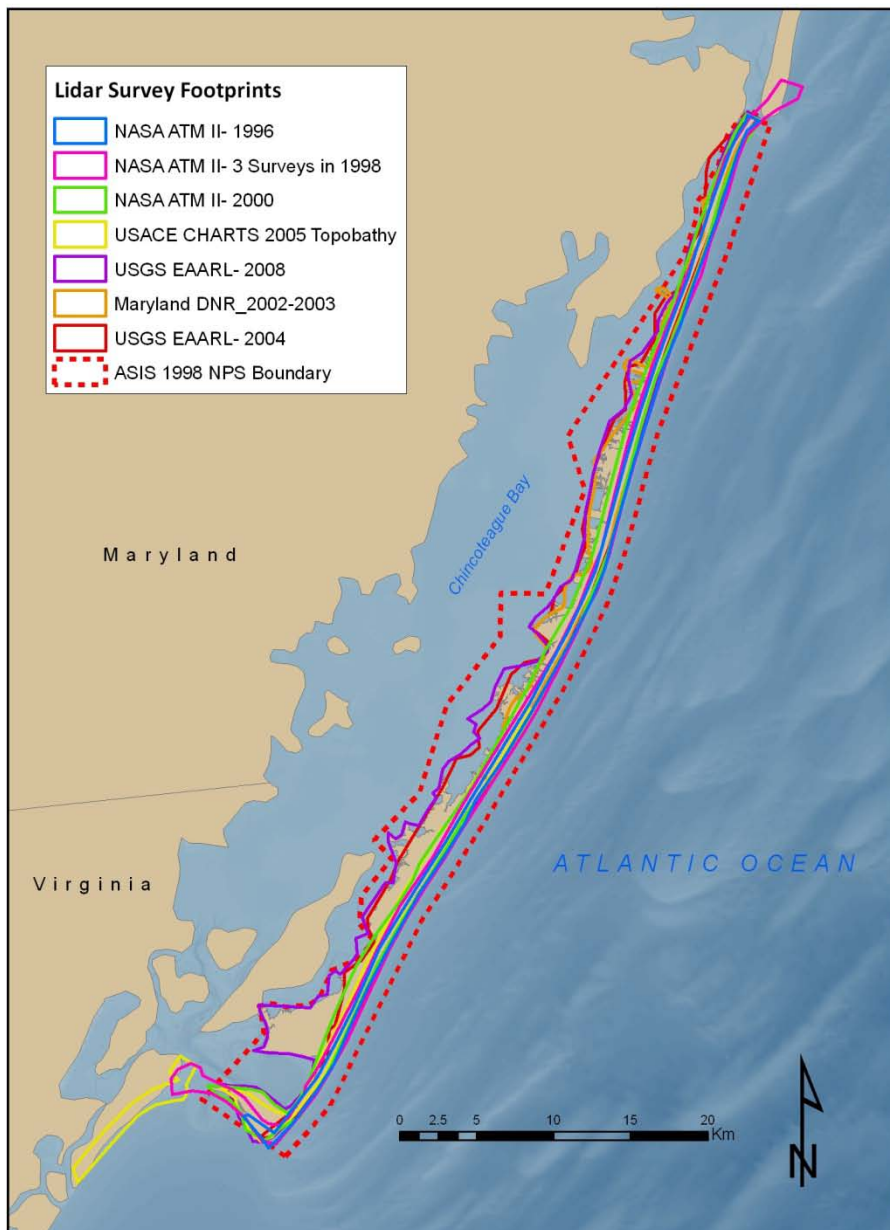 Lidar Survey Footprints
NASA ATM II- 1996
NASA ATM II- 3 Surveys in 1998
NASA ATM II- 2000
USACE CHARTS 2005 Topobathy
USGS EAARL- 2008
Maryland DNR_2002-2003
USGS EAARL- 2004
ASIS 1998 NPS Boundary
Chincoteague Bay
Maryland
Virginia
ATLANTIC OCEAN
0 2.5 5 10 15 20
Km
N